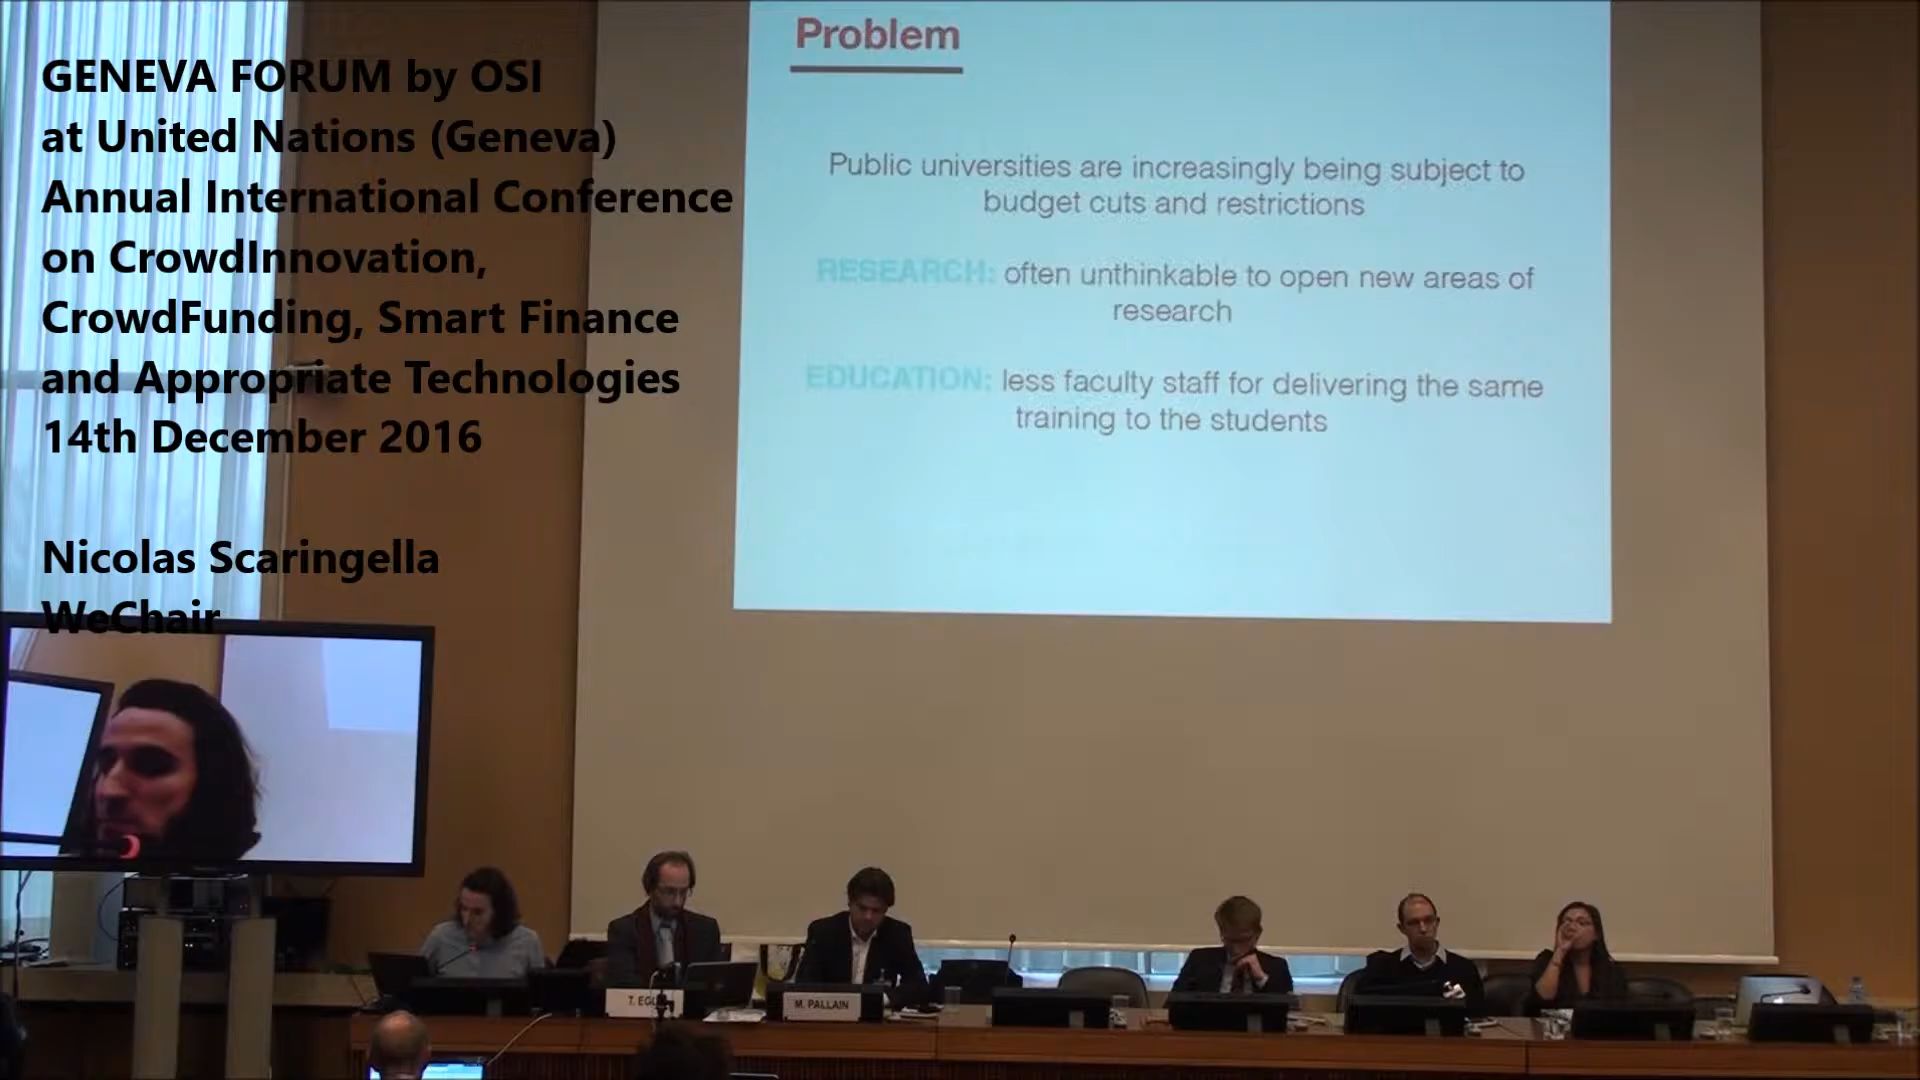 GENEVA FORUM by OSI
at United Nations (Geneva)
Annual International Conference
on CrowdInnovation,
CrowdFunding, Smart Finance
and Appropriate Technologies
14th December 2016
Nicolas Scaringella
WeChair
Problem
Public universities are increasingly being subject to
budget cuts and restrictions
RESEARCH: often unthinkable to open new areas of
research
EDUCATION: less faculty staff for delivering the same
training to the students
M. PALLAIN